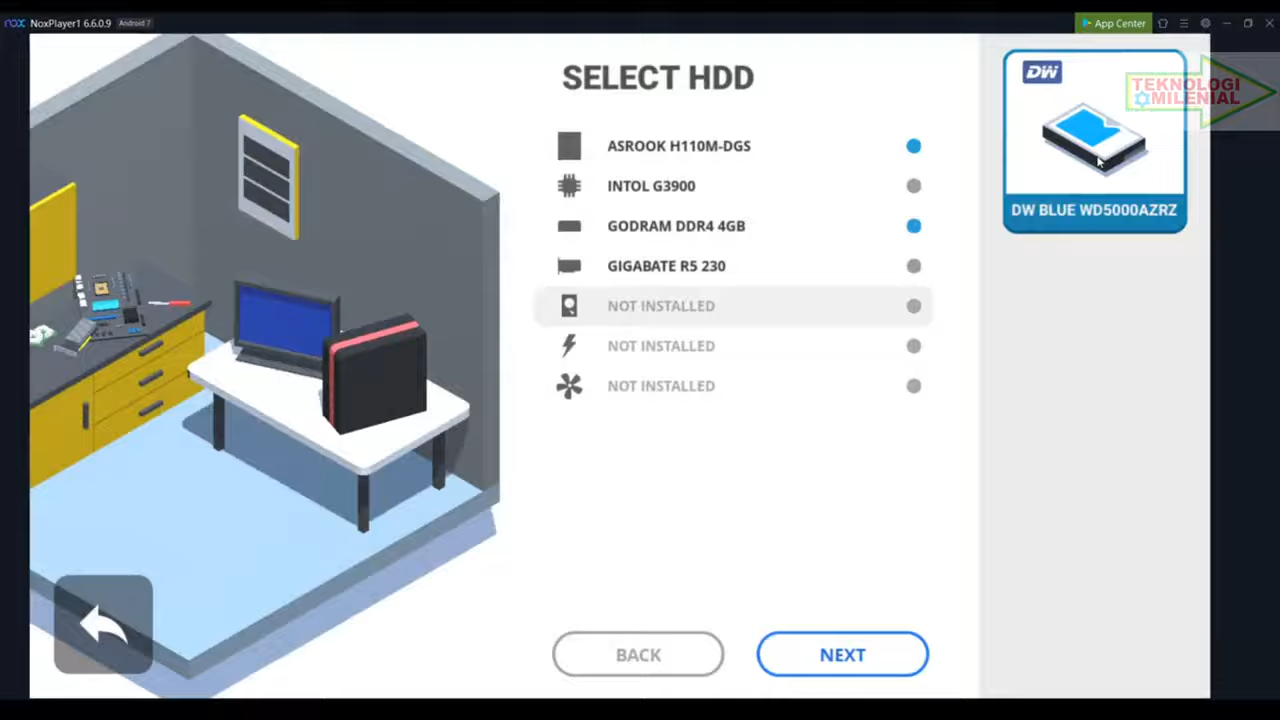 nox NoxPlayer1 6.6.0.9 Android 7
App Center
SELECT HDD
ASROOK H110M-DGS
INTOL G3900
GODRAM DDR4 4GB
GIGABATE R5 230
NOT INSTALLED
NOT INSTALLED
NOT INSTALLED
BACK
NEXT
DW
DW BLUE WD5000AZRZ
TEKNOLOGI
MILENIAL